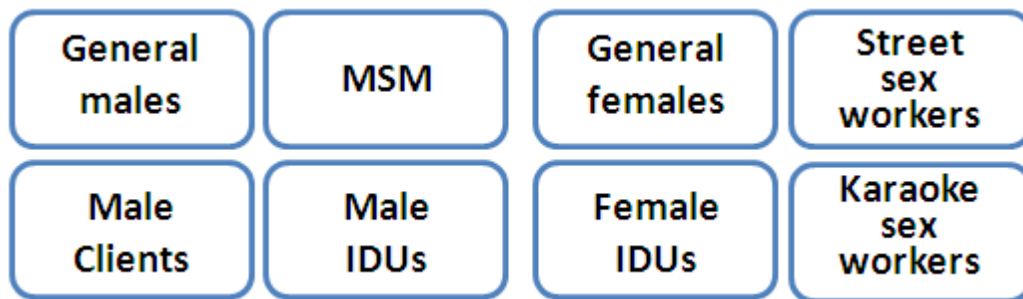 General
males
MSM
General
females
Street
sex
workers
Male
Clients
Male
IDUs
Female
IDUs
Karaoke
sex
workers